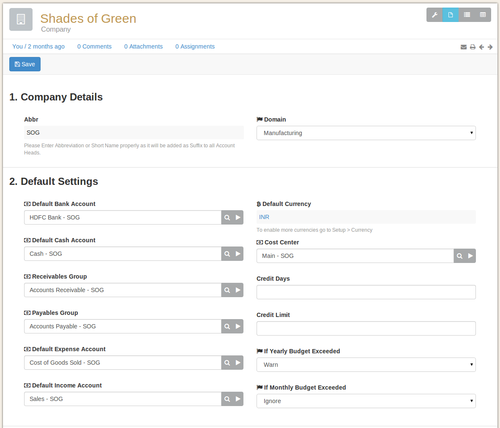 Shades of Green
Company
You / 2 months ago
0 Comments
0 Attachments
0 Assignments
Save
1. Company Details
Abbr
SOG
Please Enter Abbreviation or Short Name properly as it will be added as Suffix to all Account
Heads.
Domain
Manufacturing
2. Default Settings
Default Bank Account
HDFC Bank - SOG
Default Cash Account
Cash - SOG
Receivables Group
Accounts Receivable - SOG
Payables Group
Accounts Payable - SOG
Default Expense Account
Cost of Goods Sold - SOG
Default Income Account
Sales - SOG
Default Currency
INR
To enable more currencies go to Setup > Currency
Cost Center
Main - SOG
Credit Days
Credit Limit
If Yearly Budget Exceeded
Warn
If Monthly Budget Exceeded
Ignore